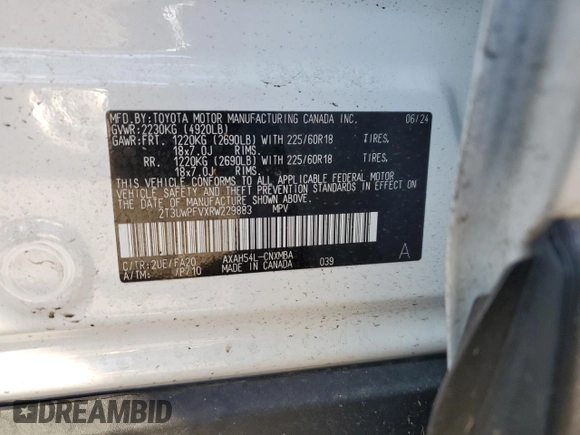 MFD.BY:TOYOTA MOTOR MANUFACTURING CANADA INC. 06/24
GVWR:2230KG (4920LB)
GAWR:FRT. 1220KG (2690LB) WITH 225/60R18 TIRES,
18x7.0J RIMS.
RR. 1220KG (2690LB) WITH 225/60R18 TIRES,
18x7.0J RIMS.
THIS VEHICLE CONFORMS TO ALL APPLICABLE FEDERAL MOTOR
VEHICLE SAFETY AND THEFT PREVENTION STANDARDS IN EFFECT ON
THE DATE OF MANUFACTURE SHOWN ABOVE.
2T3UWPFVXRW229883 MPV
C/TR:2UE/FA20 AXAH54L-CNXMBA A
A/TM: /P710 MADE IN CANADA 039
DREAMBID